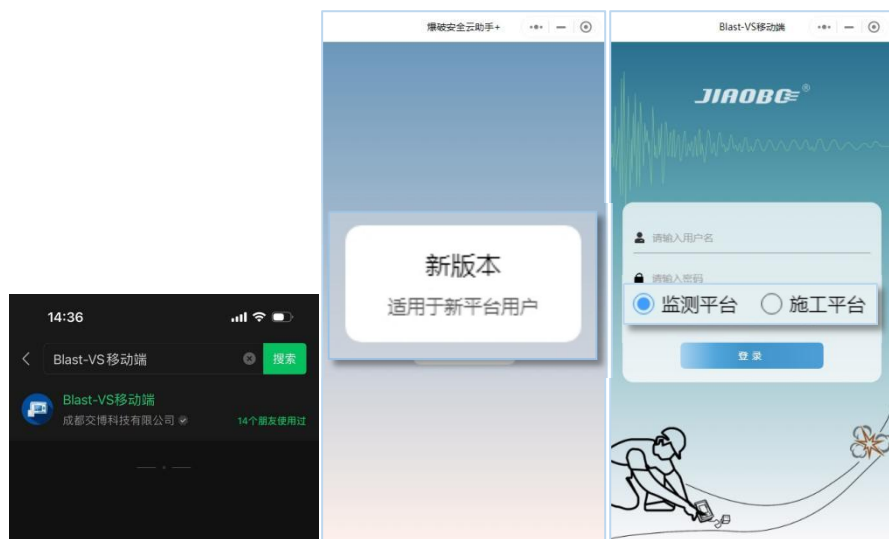 14:36
Blast-VS移动端
搜索
Blast-VS移动端
成都交博科技有限公司
14个朋友使用过
爆破安全云助手+
新版本
适用于新平台用户
Blast-VS移动端
JIAOBO®
请输入用户名
请输入密码
监测平台 施工平台
登录